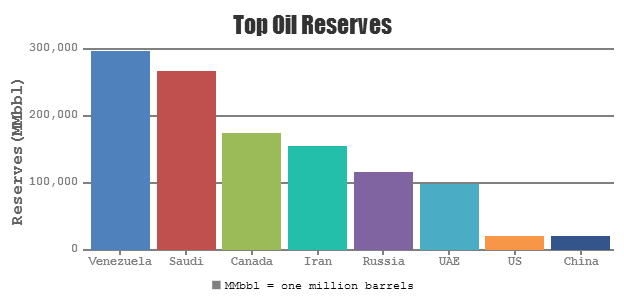 Top Oil Reserves
Reserves(MMbbl)
300,000
200,000
100,000
0
Venezuela Saudi Canada Iran Russia UAE US China
MMbbl = one million barrels